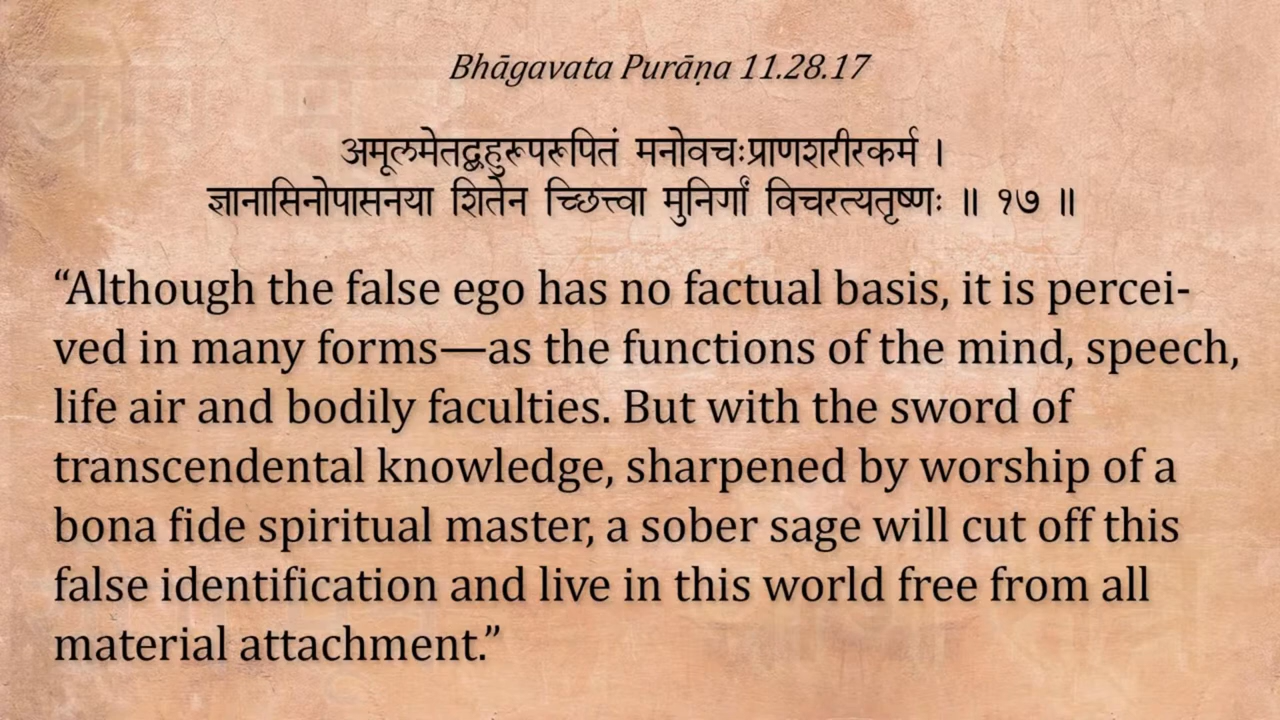 Bhāgavata Purāṇa 11.28.17
अमूलमेतद्बहुरूपरूपितं मनोवचःप्राणशरीरकर्म ।
ज्ञानासिनोपासनया शितेन च्छित्त्वा मुनिर्गां विचरत्यतृष्णः ॥ १७ ॥
“Although the false ego has no factual basis, it is percei-
ved in many forms—as the functions of the mind, speech,
life air and bodily faculties. But with the sword of
transcendental knowledge, sharpened by worship of a
bona fide spiritual master, a sober sage will cut off this
false identification and live in this world free from all
material attachment.”